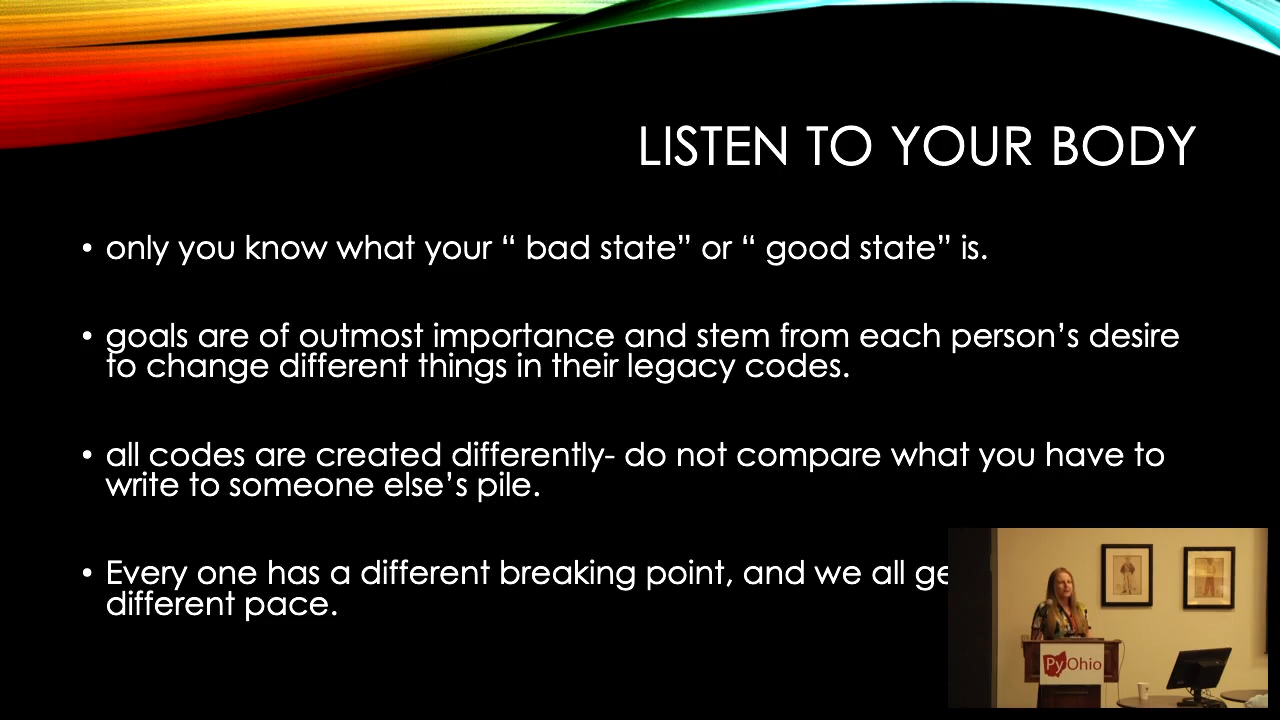 LISTEN TO YOUR BODY
• only you know what your “ bad state” or “ good state” is.
• goals are of outmost importance and stem from each person’s desire
to change different things in their legacy codes.
• all codes are created differently- do not compare what you have to
write to someone else’s pile.
• Every one has a different breaking point, and we all
different pace.
PyOhio